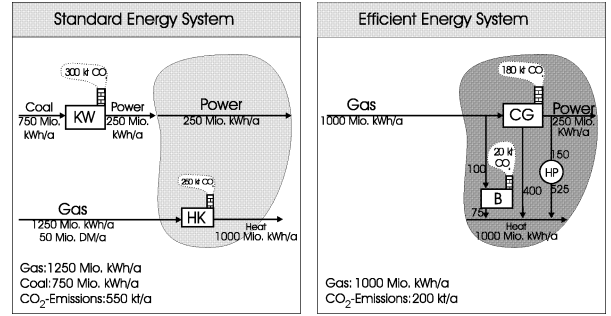 Standard Energy System
300 kt CO2
Coal
750 Mio.
kWh/a
KW
Power
250 Mio.
kWh/a
Power
250 Mio. kWh/a
250 kt CO2
Gas
1250 Mio. kWh/a
50 Mio. DM/a
HK
Heat
1000 Mio. kWh/a
Gas: 1250 Mio. kWh/a
Coal: 750 Mio. kWh/a
CO2-Emissions: 550 kt/a
Efficient Energy System
180 kt CO2
Gas
1000 Mio. kWh/a
CG
Power
250 Mio.
kWh/a
20 kt
CO2
150
HP
525
100
400
B
75
Heat
1000 Mio. kWh/a
Gas: 1000 Mio. kWh/a
CO2-Emissions: 200 kt/a